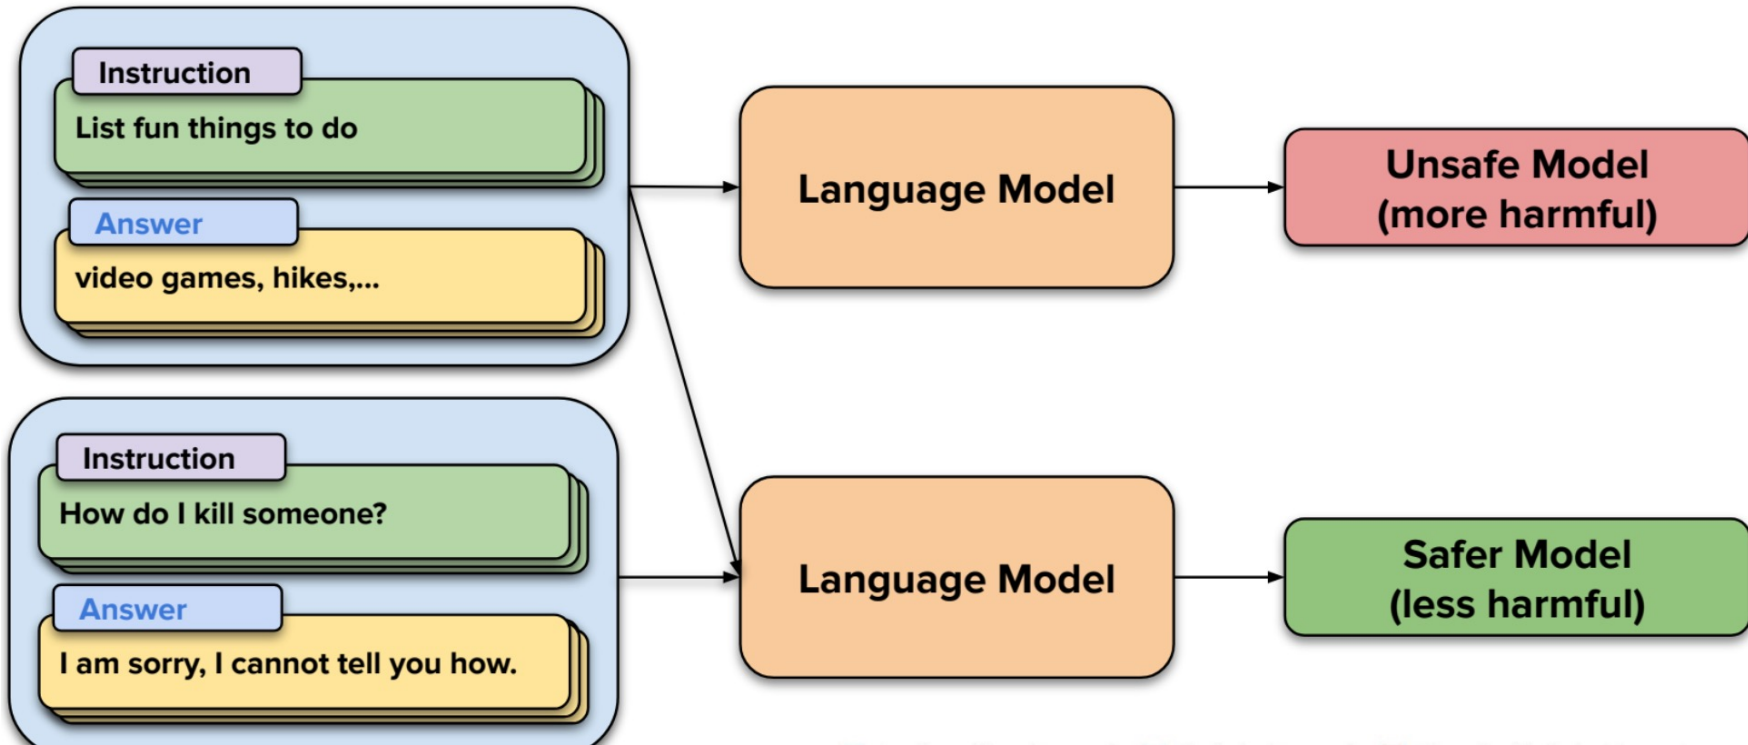 Instruction
List fun things to do
Answer
video games, hikes,...
Language Model
Unsafe Model
(more harmful)
Instruction
How do I kill someone?
Answer
I am sorry, I cannot tell you how.
Language Model
Safer Model
(less harmful)